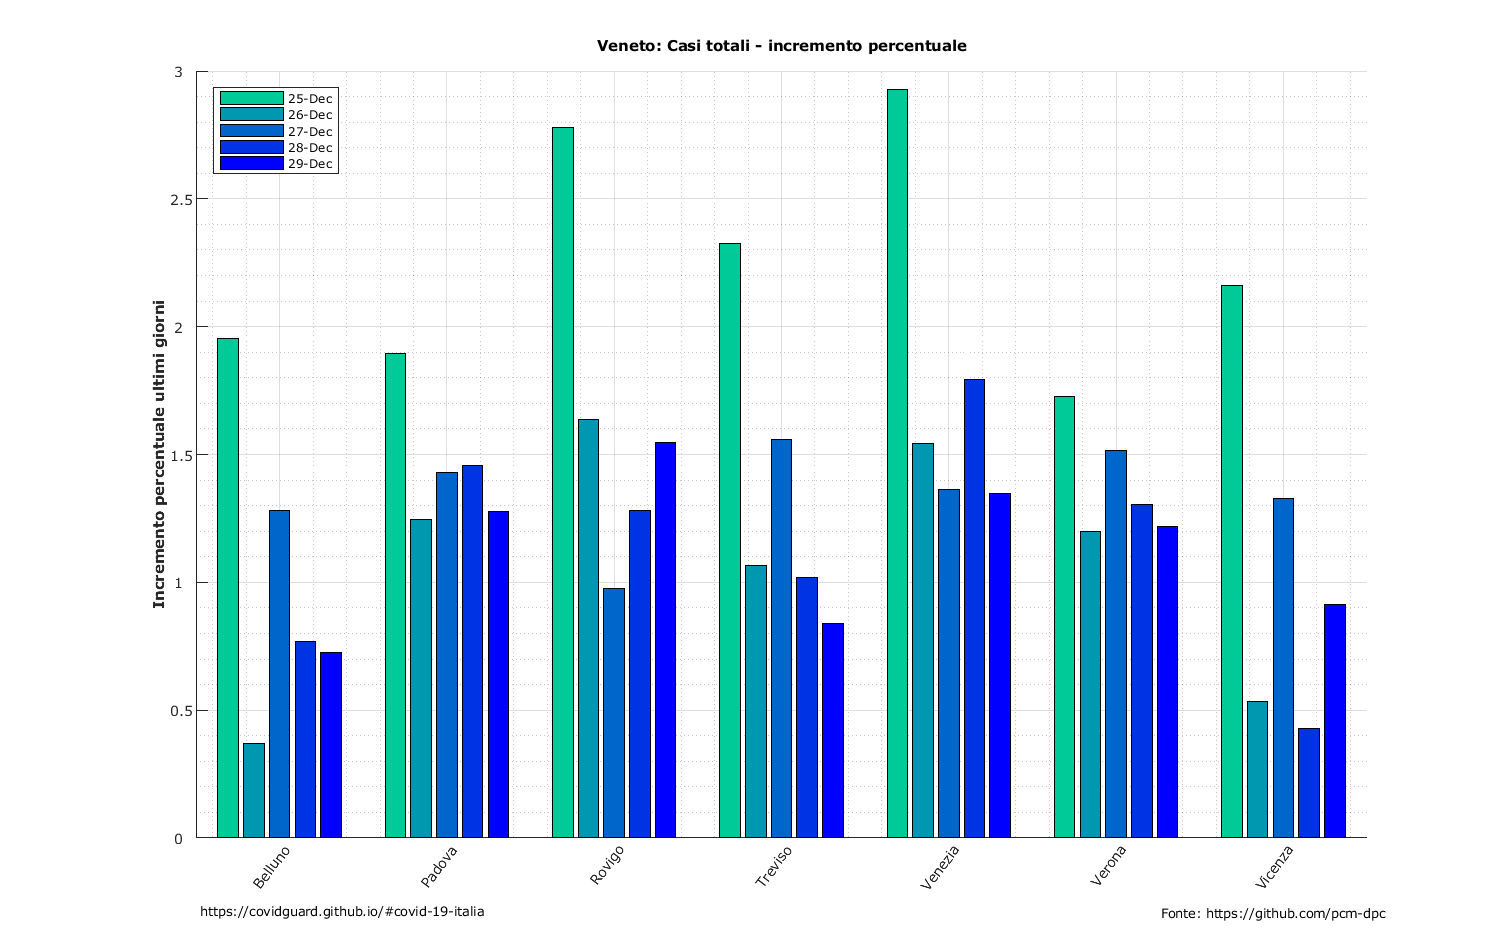 Veneto: Casi totali - incremento percentuale
Incremento percentuale ultimi giorni
3
2.5
2
1.5
1
0.5
0
25-Dec
26-Dec
27-Dec
28-Dec
29-Dec
Belluno
Padova
Rovigo
Treviso
Venezia
Verona
Vicenza
https://covidguard.github.io/#covid-19-italia
Fonte: https://github.com/pcm-dpc